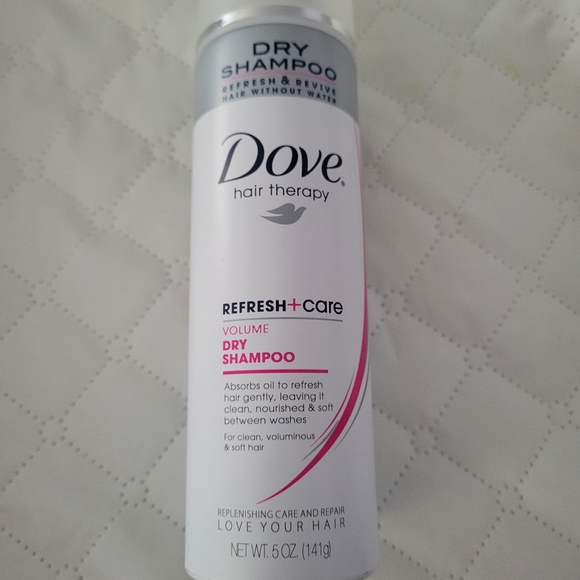 DRY
SHAMPOO
REFRESH & REVIVE
HAIR WITHOUT WATER
Dove®
hair therapy
REFRESH+care
VOLUME
DRY
SHAMPOO
Absorbs oil to refresh
hair gently, leaving it
clean, nourished & soft
between washes
For clean, voluminous
& soft hair
REPLENISHING CARE AND REPAIR
LOVE YOUR HAIR
NET WT. 5 OZ. (141g)